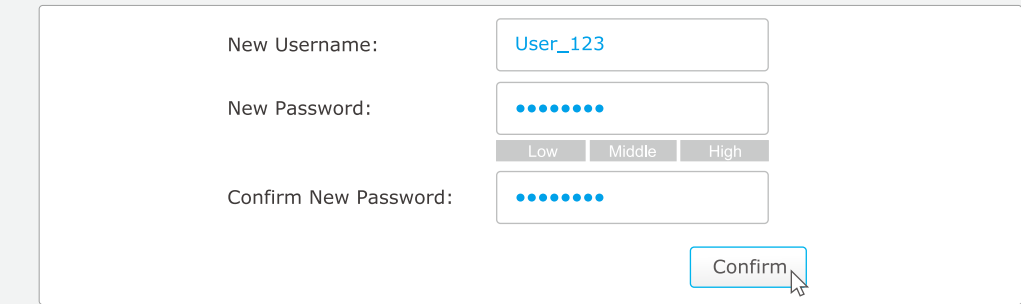 New Username: User_123
New Password: ••••••••
Low Middle High
Confirm New Password: ••••••••
Confirm